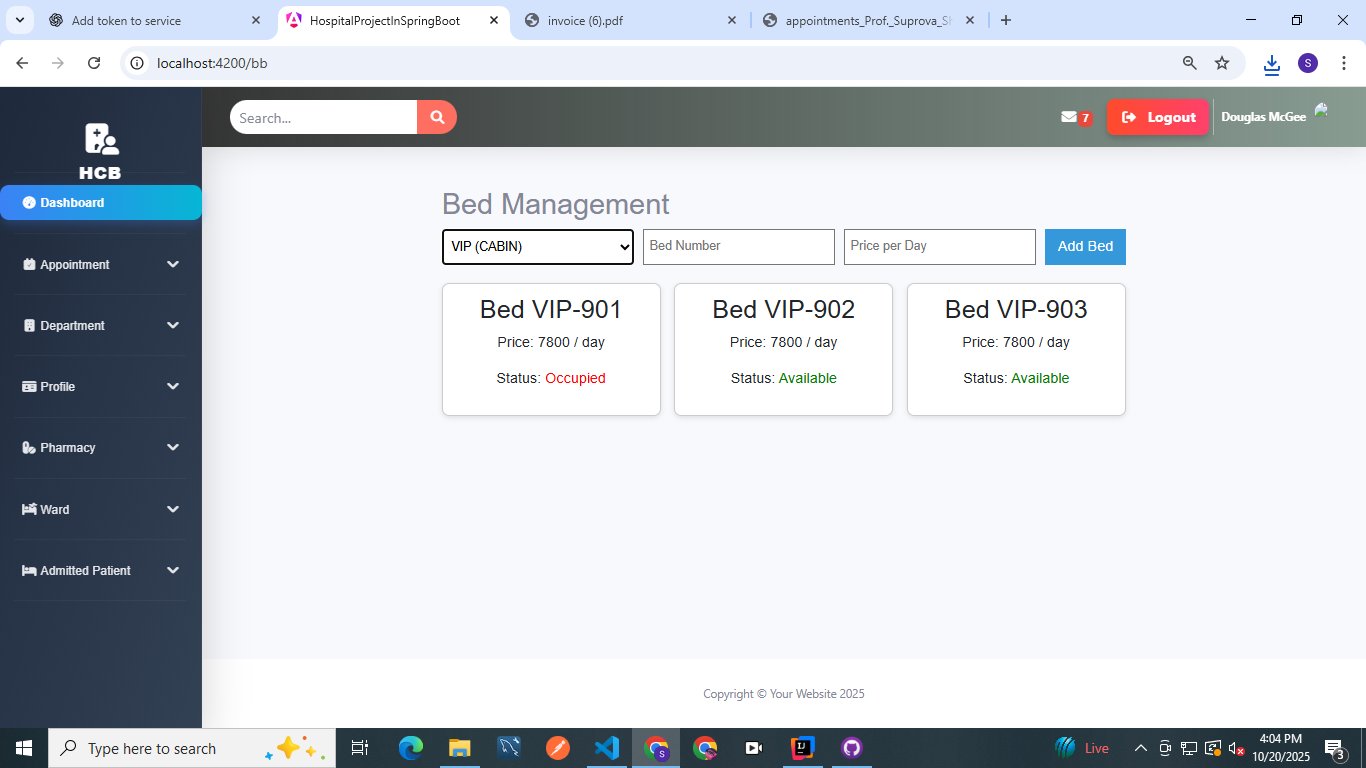 Add token to service
HospitalProjectInSpringBoot
invoice (6).pdf
appointments_Prof._Suprova_S
localhost:4200/bb
S
HCB
Search...
7
Logout
Douglas McGee
Dashboard
Appointment
Department
Profile
Pharmacy
Ward
Admitted Patient
Bed Management
VIP (CABIN)
Bed Number
Price per Day
Add Bed
Bed VIP-901
Price: 7800 / day
Status: Occupied
Bed VIP-902
Price: 7800 / day
Status: Available
Bed VIP-903
Price: 7800 / day
Status: Available
Copyright © Your Website 2025
Type here to search
S
IJ
Live
4:04 PM
10/20/2025
3